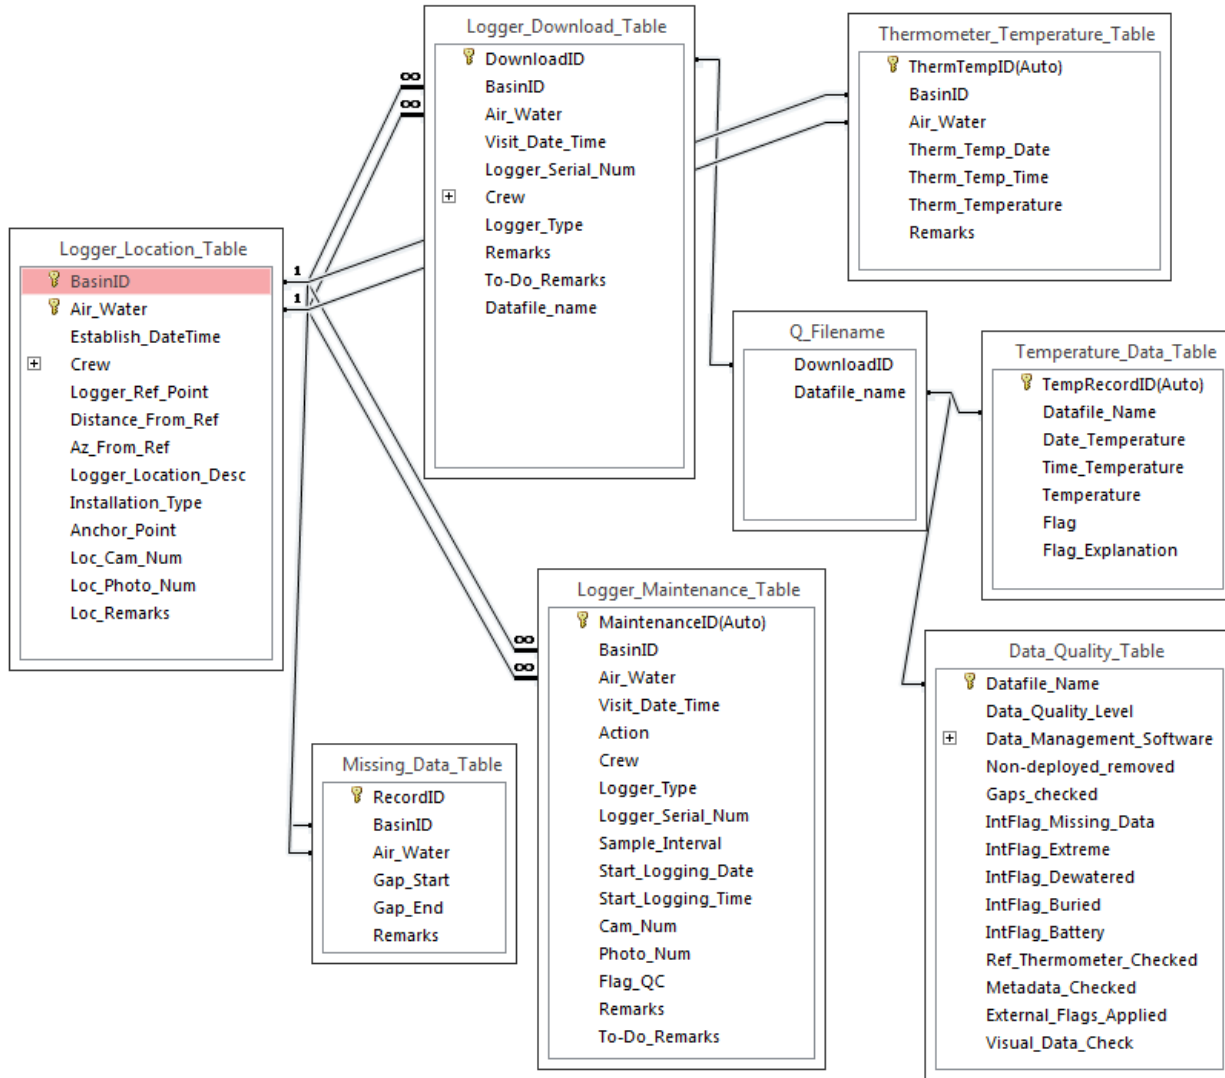 Logger_Download_Table
DownloadID
BasinID
Air_Water
Visit_Date_Time
Logger_Serial_Num
Crew
Logger_Type
Remarks
To-Do_Remarks
Datafile_name
Thermometer_Temperature_Table
ThermTempID(Auto)
BasinID
Air_Water
Therm_Temp_Date
Therm_Temp_Time
Therm_Temperature
Remarks
Logger_Location_Table
BasinID
Air_Water
Establish_DateTime
Crew
Logger_Ref_Point
Distance_From_Ref
Az_From_Ref
Logger_Location_Desc
Installation_Type
Anchor_Point
Loc_Cam_Num
Loc_Photo_Num
Loc_Remarks
1
1
∞
∞
Q_Filename
DownloadID
Datafile_name
Temperature_Data_Table
TempRecordID(Auto)
Datafile_Name
Date_Temperature
Time_Temperature
Temperature
Flag
Flag_Explanation
Logger_Maintenance_Table
MaintenanceID(Auto)
BasinID
Air_Water
Visit_Date_Time
Action
Crew
Logger_Type
Logger_Serial_Num
Sample_Interval
Start_Logging_Date
Start_Logging_Time
Cam_Num
Photo_Num
Flag_QC
Remarks
To-Do_Remarks
∞
∞
Data_Quality_Table
Datafile_Name
Data_Quality_Level
Data_Management_Software
Non-deployed_removed
Gaps_checked
IntFlag_Missing_Data
IntFlag_Extreme
IntFlag_Dewatered
IntFlag_Buried
IntFlag_Battery
Ref_Thermometer_Checked
Metadata_Checked
External_Flags_Applied
Visual_Data_Check
Missing_Data_Table
RecordID
BasinID
Air_Water
Gap_Start
Gap_End
Remarks